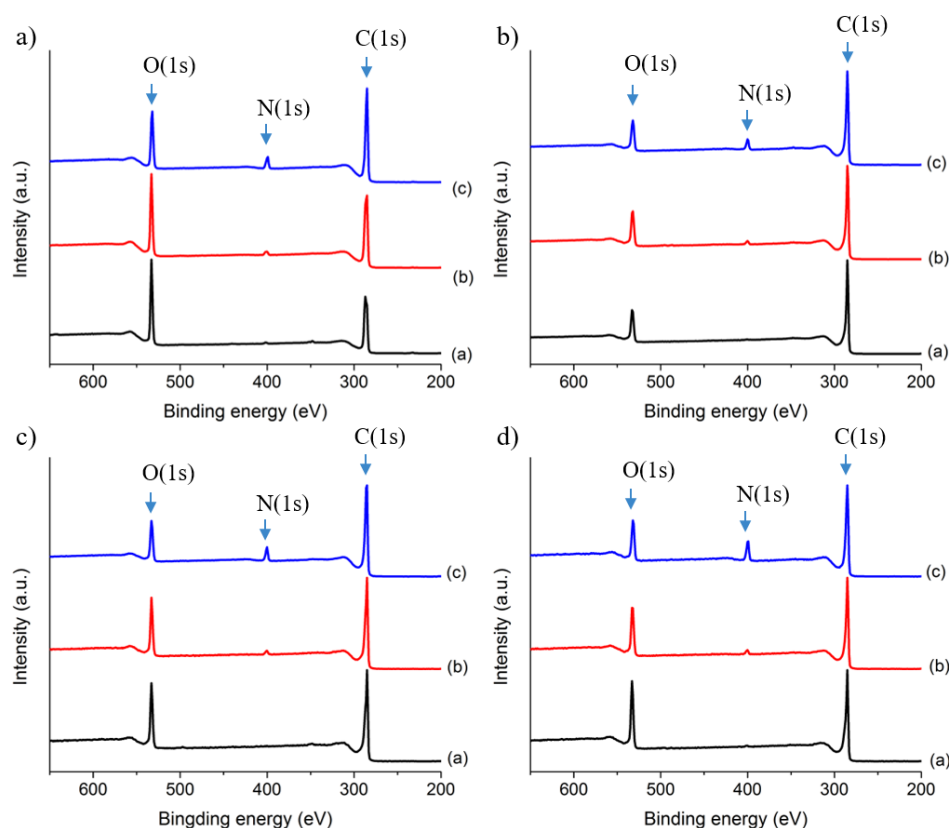 a)
C(1s)
O(1s)
N(1s)
(c)
(b)
(a)
Intensity (a.u.)
600 500 400 300 200
Binding energy (eV)
b)
C(1s)
O(1s)
N(1s)
(c)
(b)
(a)
Intensity (a.u.)
600 500 400 300 200
Binding energy (eV)
c)
C(1s)
O(1s)
N(1s)
(c)
(b)
(a)
Intensity (a.u.)
600 500 400 300 200
Bingding energy (eV)
d)
C(1s)
O(1s)
N(1s)
(c)
(b)
(a)
Intensity (a.u.)
600 500 400 300 200
Binding energy (eV)